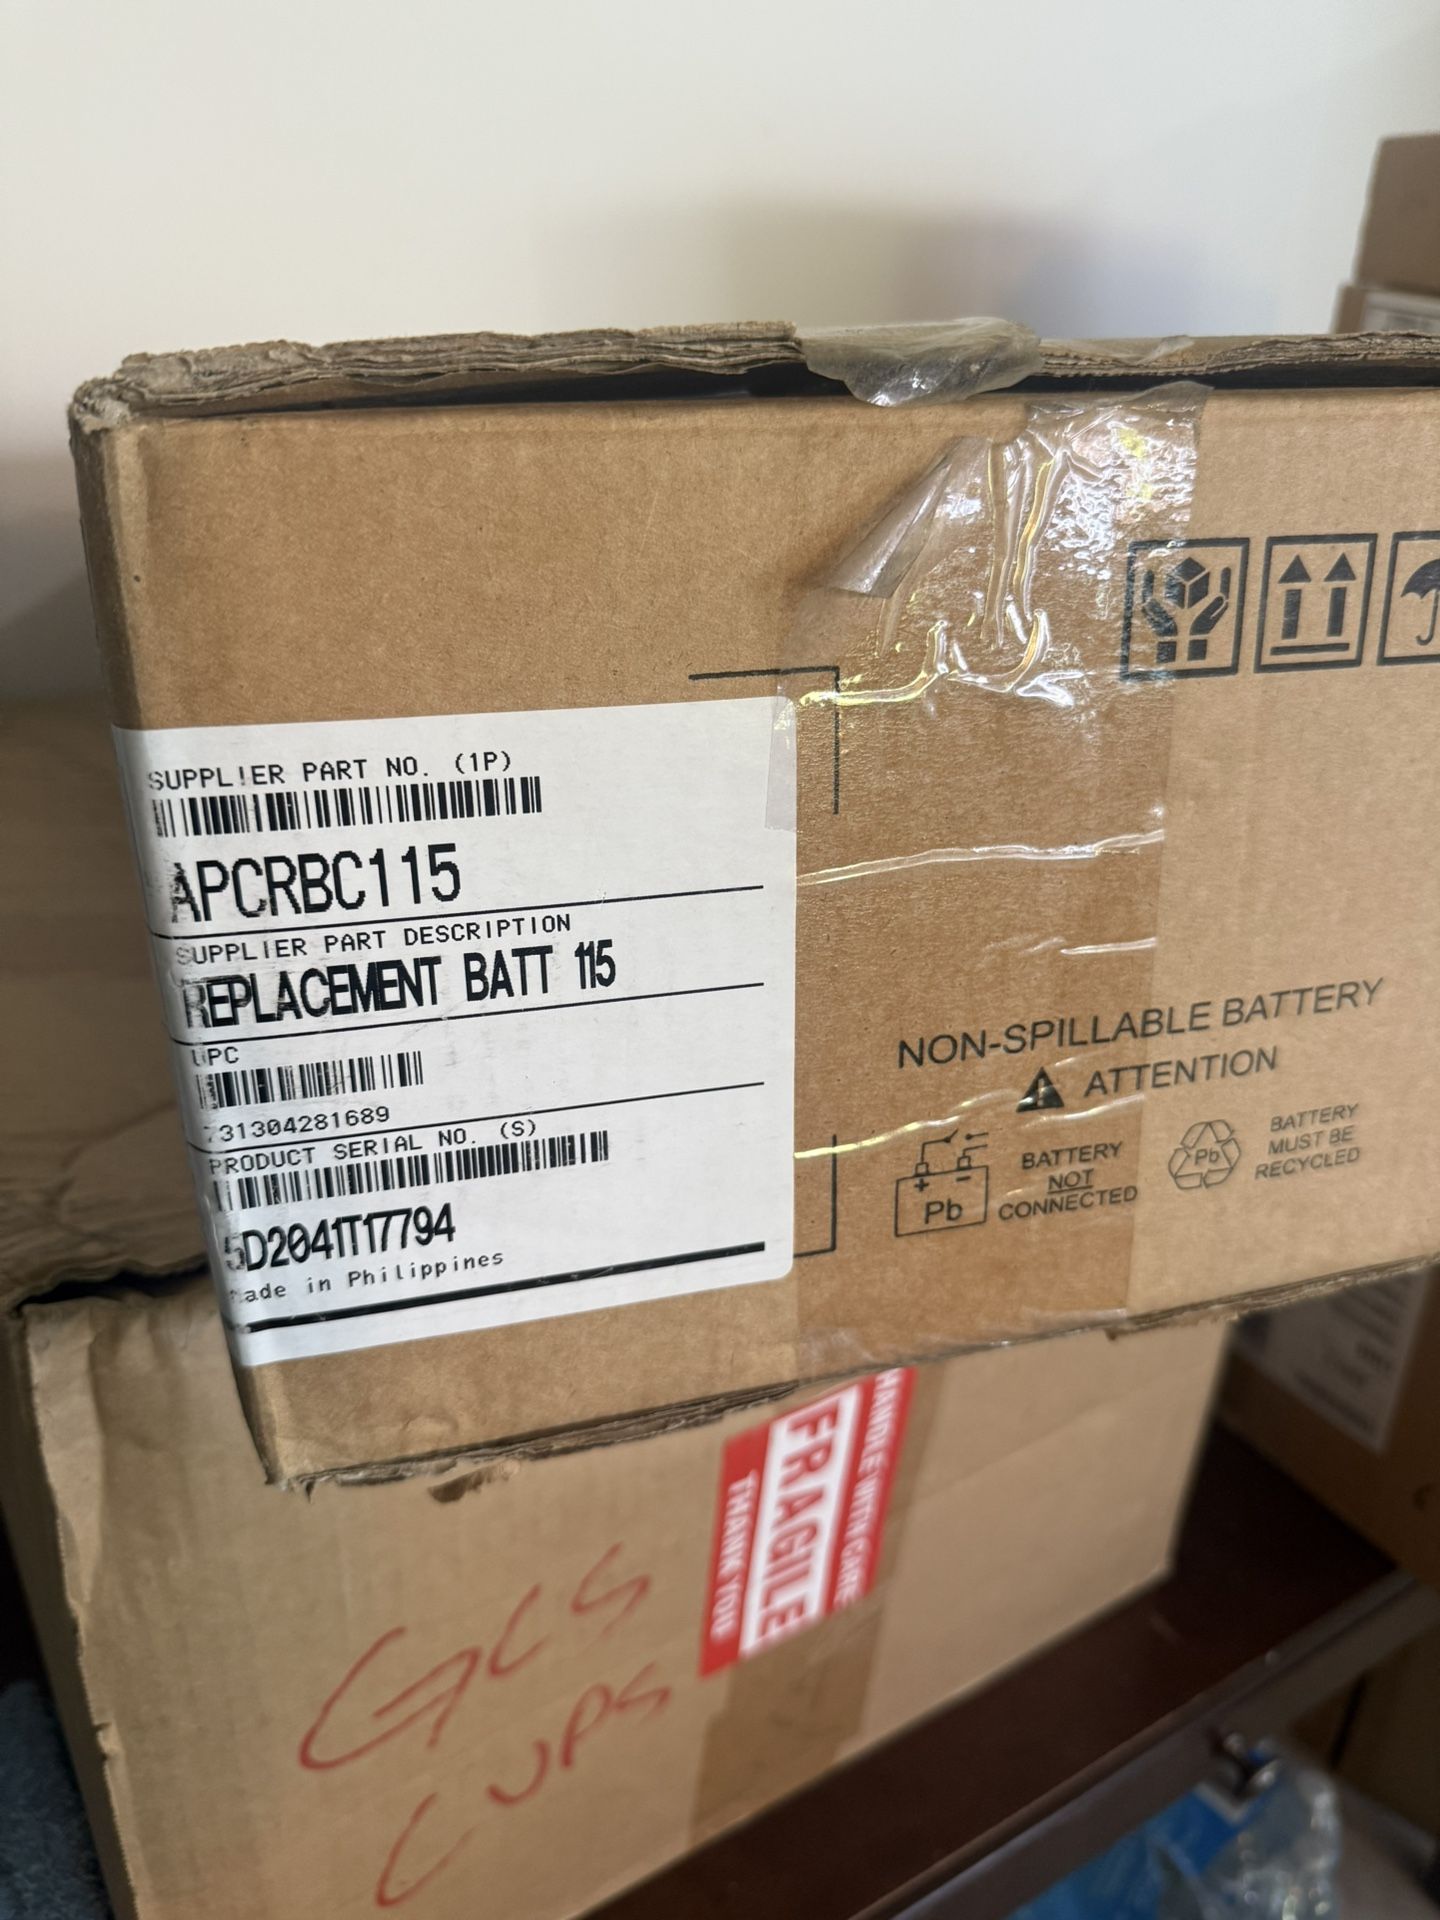 SUPPLIER PART NO. (1P)
APCRBC115
SUPPLIER PART DESCRIPTION
REPLACEMENT BATT 115
UPC
731304281689
PRODUCT SERIAL NO. (S)
5D2041T17794
Made in Philippines
NON-SPILLABLE BATTERY
ATTENTION
Pb
BATTERY
NOT
CONNECTED
Pb
BATTERY
MUST BE
RECYCLED
HANDLE WITH CARE
FRAGILE
THANK YOU